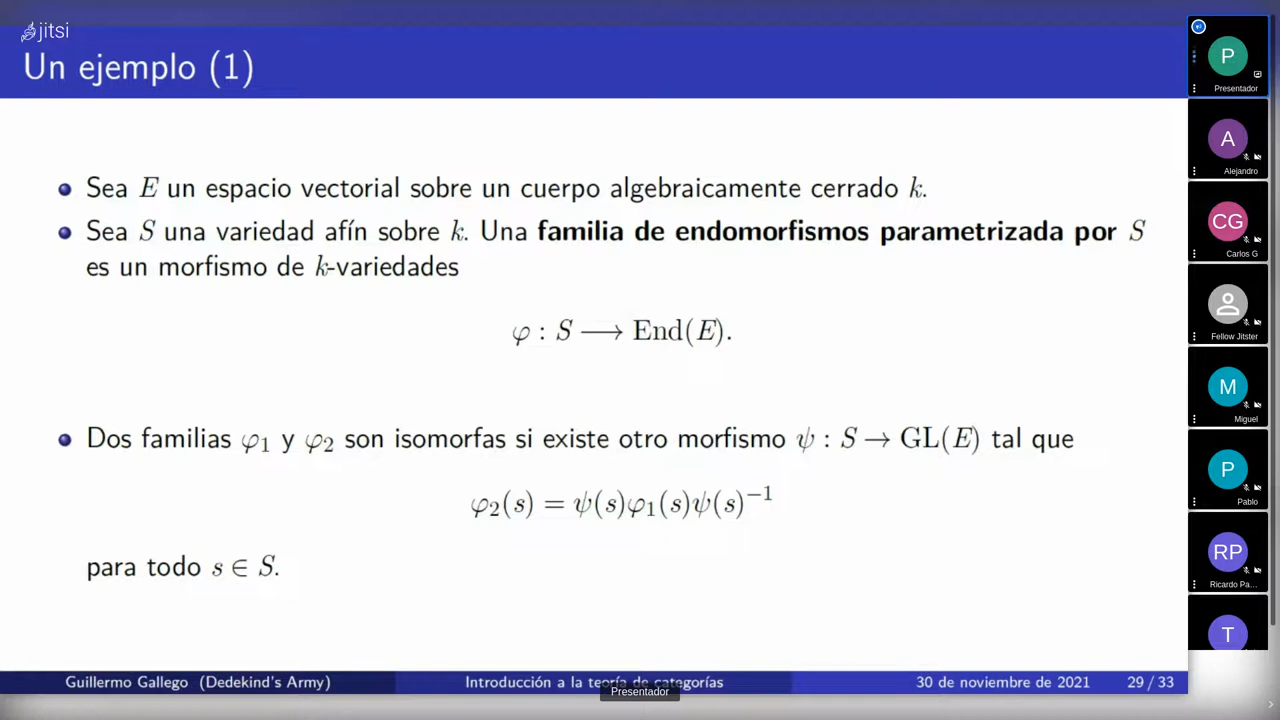 jitsi
Un ejemplo (1)
Sea E un espacio vectorial sobre un cuerpo algebraicamente cerrado k.
Sea S una variedad afín sobre k. Una familia de endomorfismos parametrizada por S
es un morfismo de k-variedades
φ : S ⟶ End(E).
Dos familias φ₁ y φ₂ son isomorfas si existe otro morfismo ψ : S → GL(E) tal que
φ₂(s) = ψ(s)φ₁(s)ψ(s)⁻¹
para todo s ∈ S.
Guillermo Gallego (Dedekind's Army)
Introducción a la teoría de categorías
30 de noviembre de 2021
29 / 33
Presentador
P
Presentador
A
Alejandro
CG
Carlos G
Fellow Jitster
M
Miguel
P
Pablo
RP
Ricardo Pa...
T